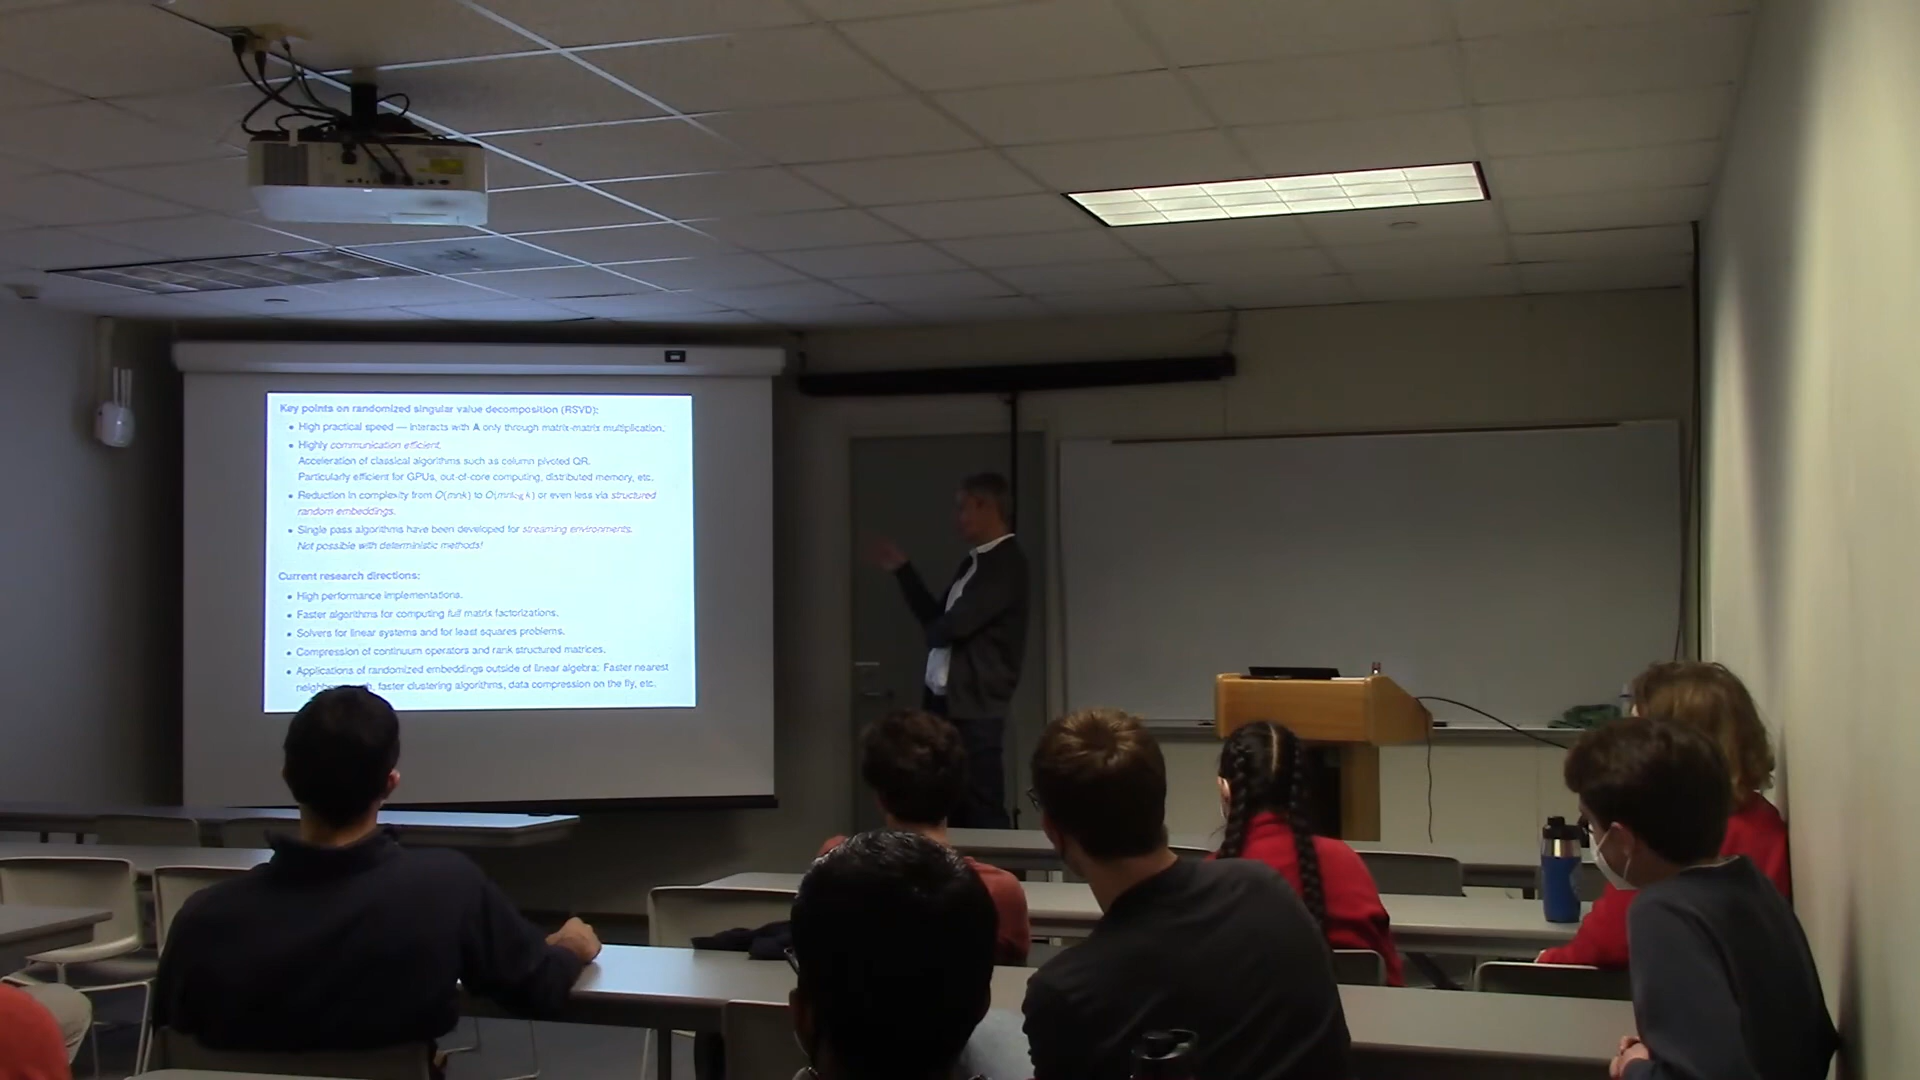 Key points on randomized singular value decomposition (RSVD):
• High practical speed — interacts with A only through matrix-matrix multiplication.
• Highly communication efficient.
Acceleration of classical algorithms such as column pivoted QR.
Particularly efficient for GPUs, out-of-core computing, distributed memory, etc.
• Reduction in complexity from O(mnk) to O(mnlog k) or even less via structured
random embeddings.
• Single pass algorithms have been developed for streaming environments.
Not possible with deterministic methods!
Current research directions:
• High performance implementations.
• Faster algorithms for computing full matrix factorizations.
• Solvers for linear systems and for least squares problems.
• Compression of continuum operators and rank structured matrices.
• Applications of randomized embeddings outside of linear algebra: Faster nearest
faster clustering algorithms, data compression on the fly, etc.